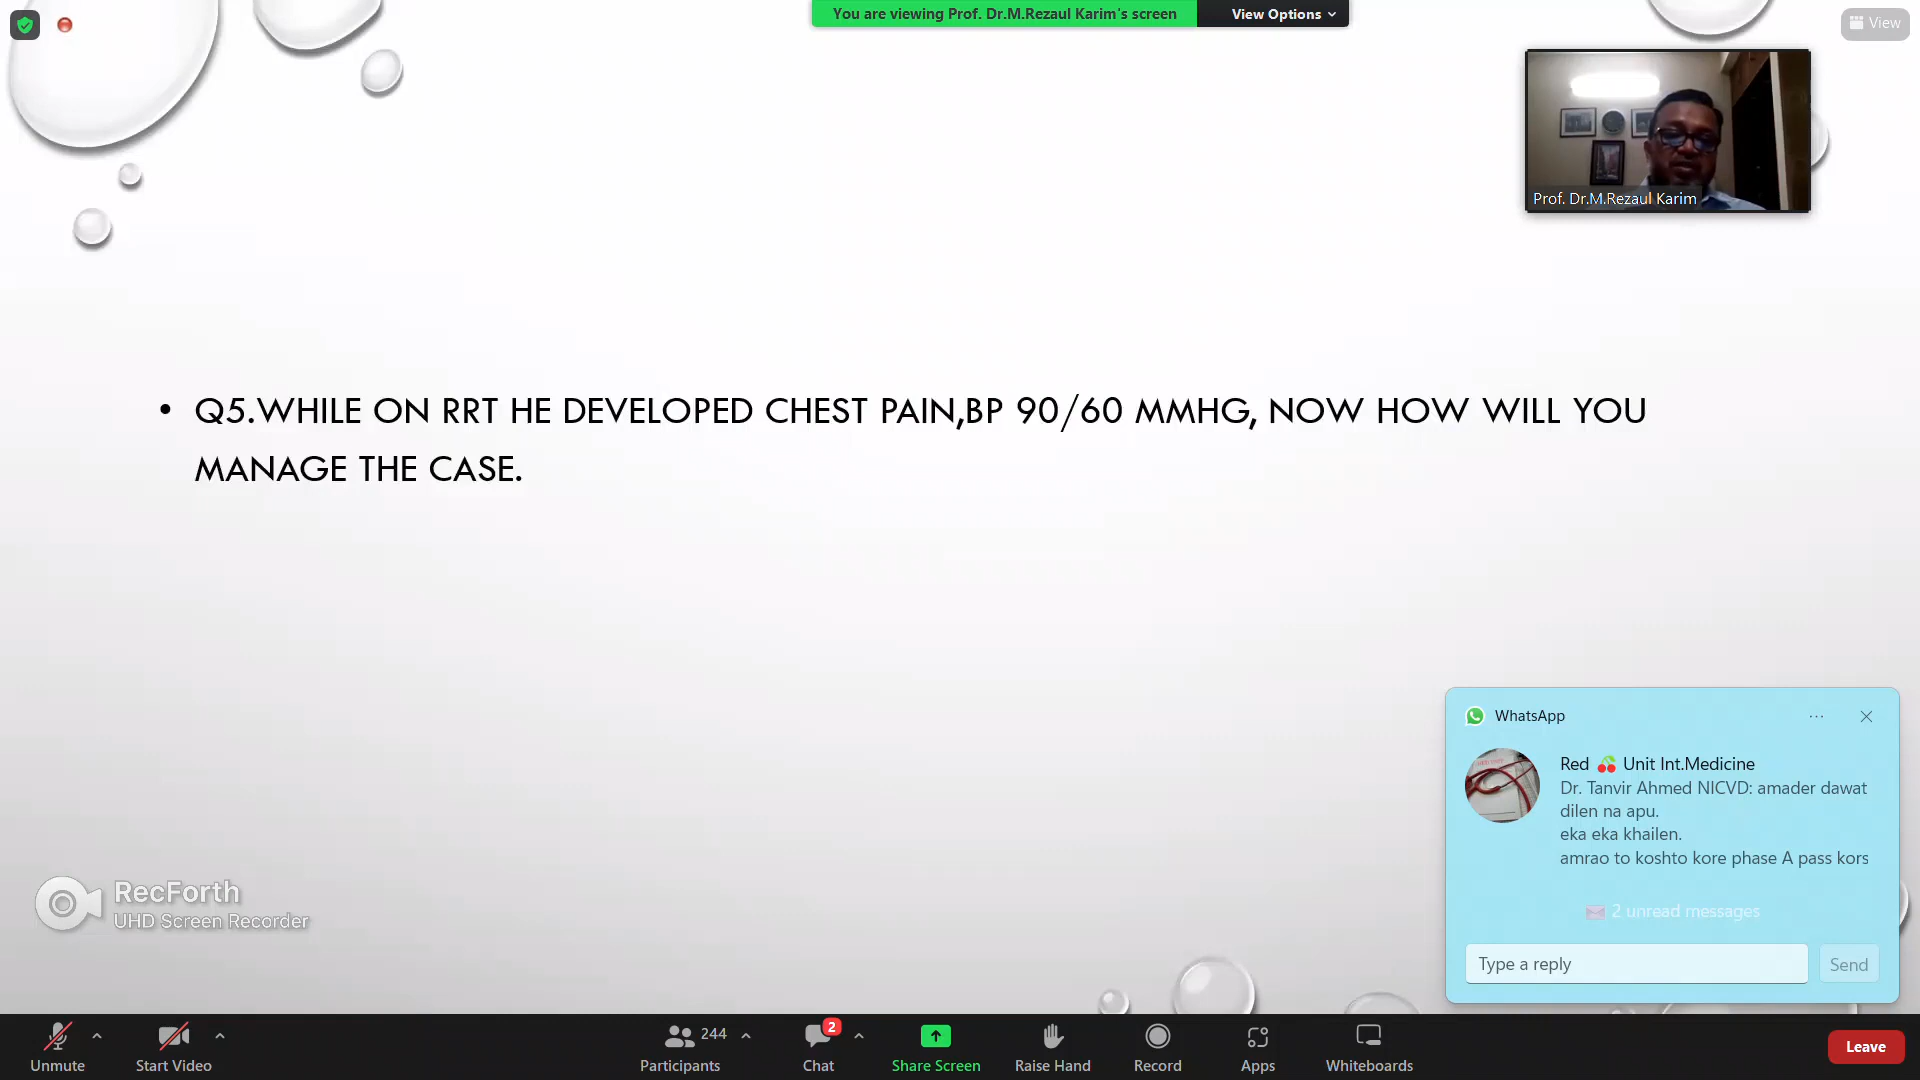 You are viewing Prof. Dr.M.Rezaul Karim's screen
View Options
View
Prof. Dr.M.Rezaul Karim
• Q5.WHILE ON RRT HE DEVELOPED CHEST PAIN,BP 90/60 MMHG, NOW HOW WILL YOU
MANAGE THE CASE.
WhatsApp
Red 🍒 Unit Int.Medicine
Dr. Tanvir Ahmed NICVD: amader dawat
dilen na apu.
eka eka khailen.
amrao to koshto kore phase A pass kors
2 unread messages
Type a reply
Send
RecForth
UHD Screen Recorder
Unmute
Start Video
244
Participants
2
Chat
Share Screen
Raise Hand
Record
Apps
Whiteboards
Leave